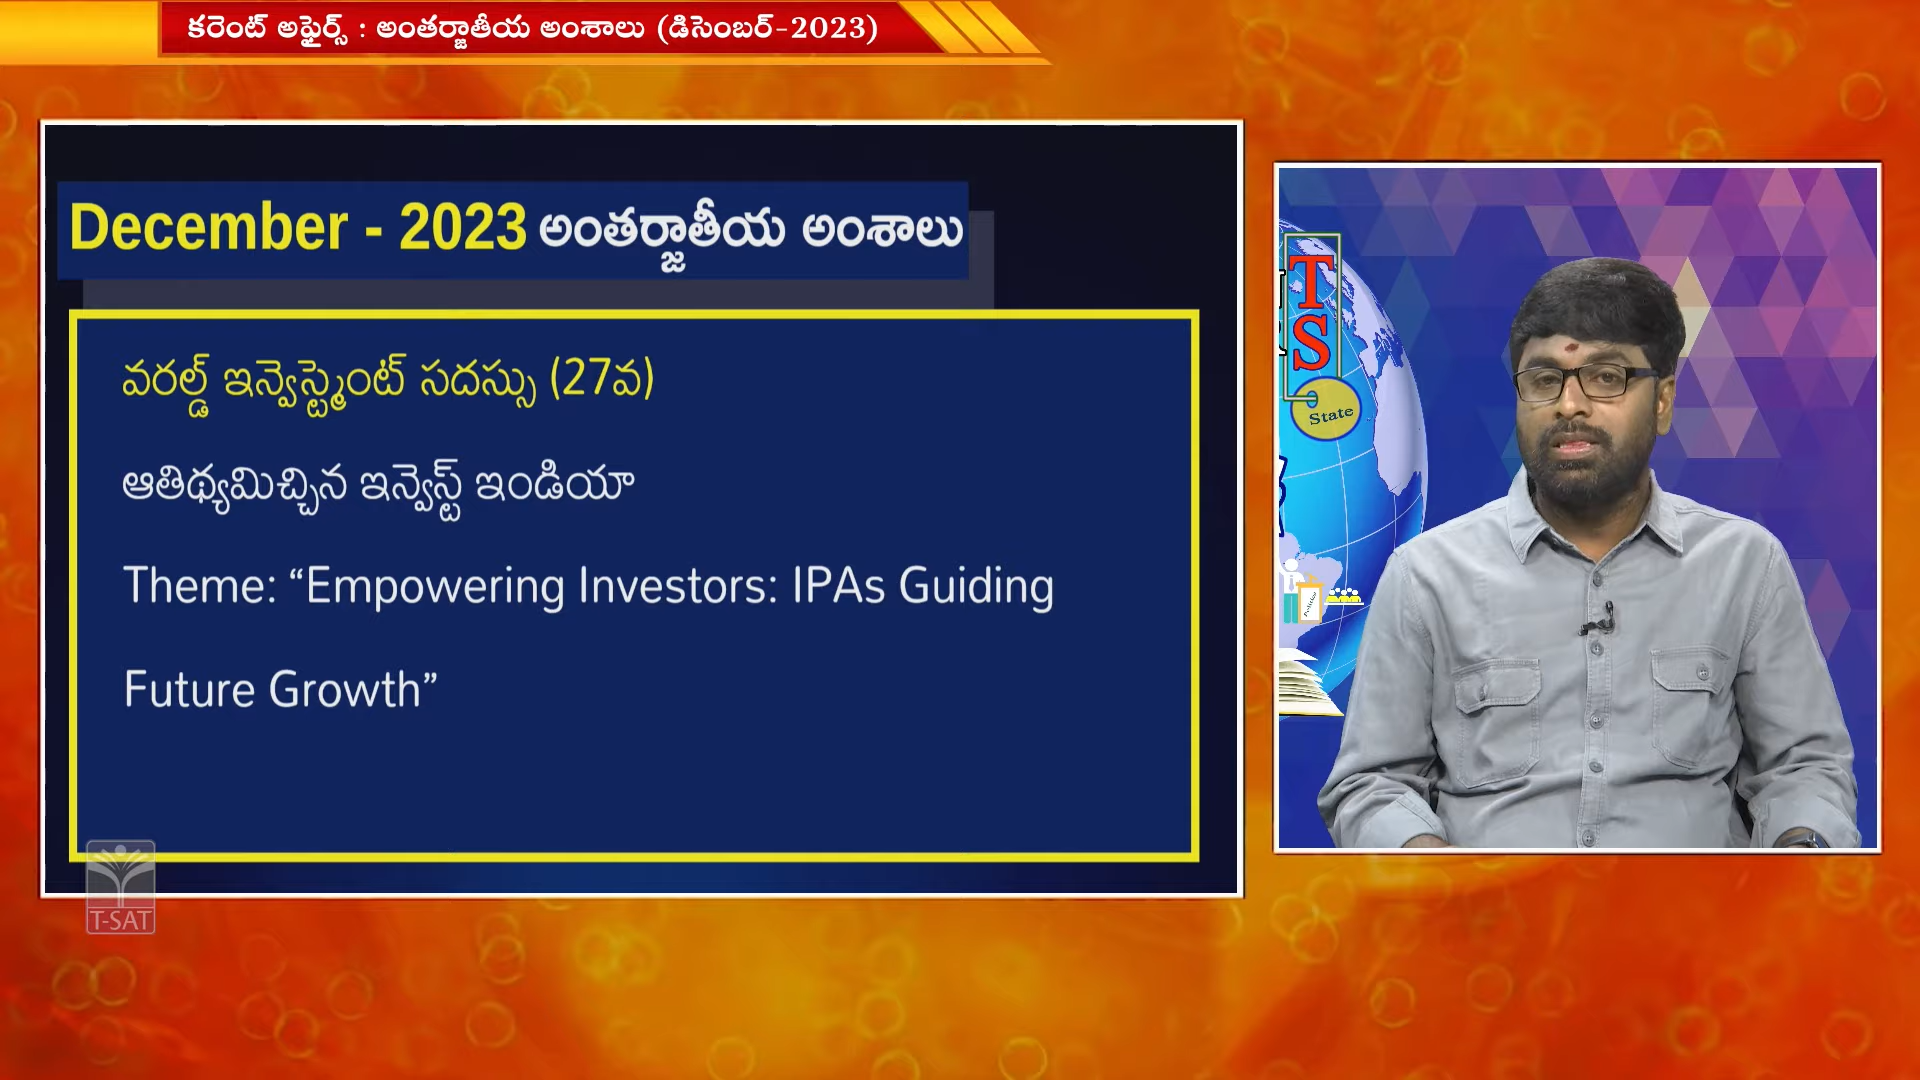 కరెంట్ అఫైర్స్ : అంతర్జాతీయ అంశాలు (డిసెంబర్-2023)
December - 2023 అంతర్జాతీయ అంశాలు
వరల్డ్ ఇన్వెస్ట్మెంట్ సదస్సు (27వ)
ఆతిథ్యమిచ్చిన ఇన్వెస్ట్ ఇండియా
Theme: “Empowering Investors: IPAs Guiding
Future Growth”
T-SAT
TS
State